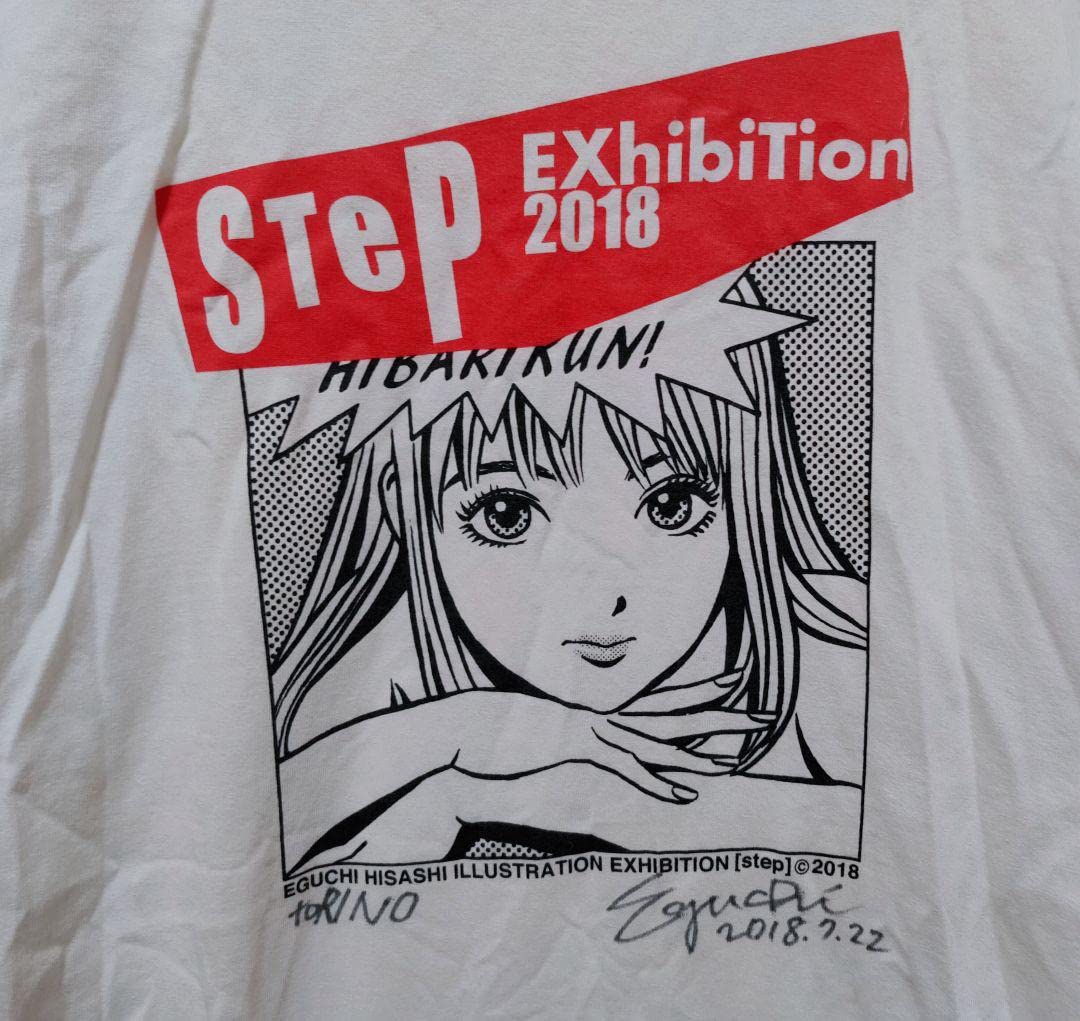 STeP EXhibiTion
2018
HIBARIKUN!
EGUCHI HISASHI ILLUSTRATION EXHIBITION [step]©2018
toRINO
Eguchi
2018.7.22